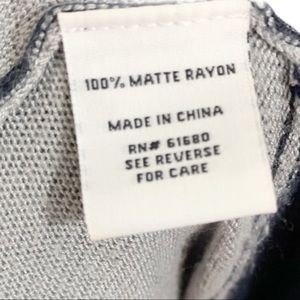 100% MATTE RAYON
MADE IN CHINA
RN# 61680
SEE REVERSE
FOR CARE